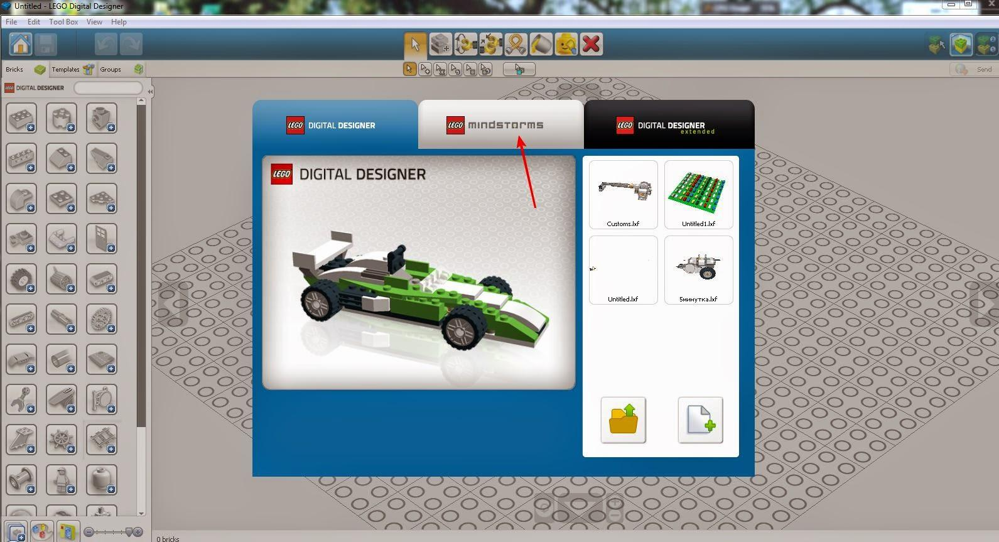 Untitled - LEGO Digital Designer
File Edit Tool Box View Help
Bricks Templates Groups
Send
LEGO DIGITAL DESIGNER
LEGO DIGITAL DESIGNER
LEGO mindstorms
LEGO DIGITAL DESIGNER
extended
LEGO DIGITAL DESIGNER
Customs.lxf
Untitled1.lxf
Untitled.lxf
5минутка.lxf
0 bricks